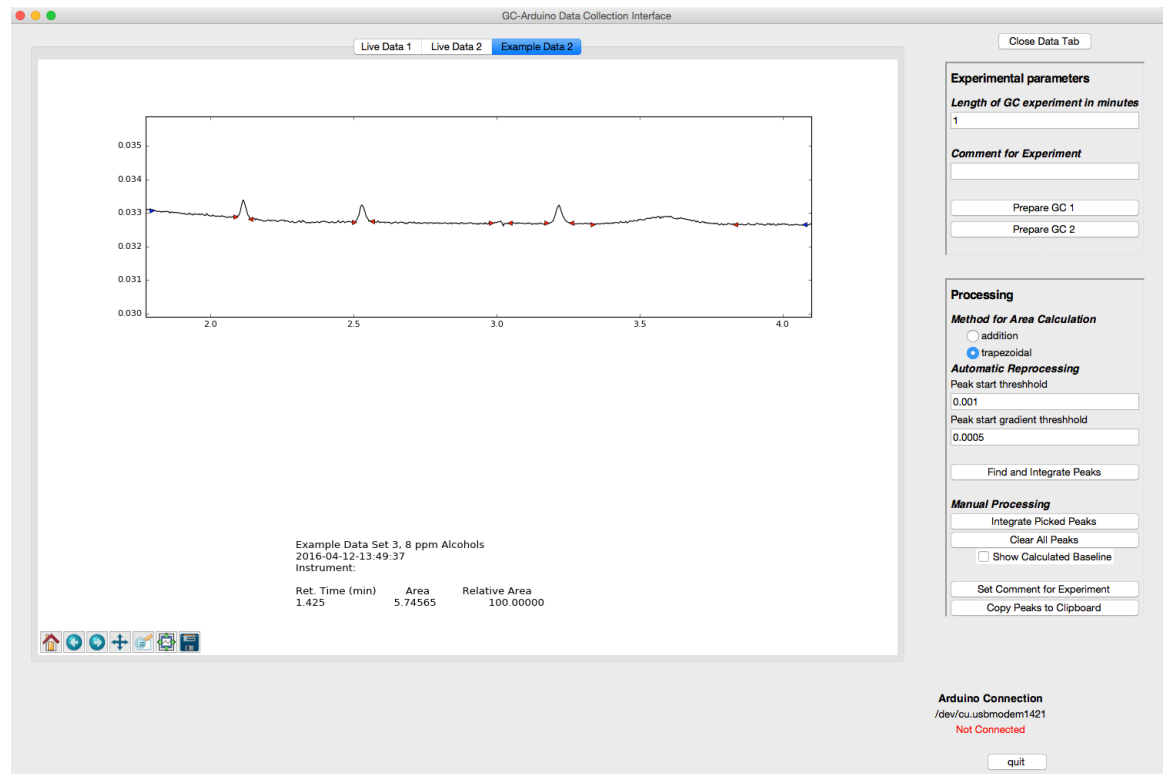 GC-Arduino Data Collection Interface
Live Data 1 Live Data 2 Example Data 2
0.035
0.034
0.033
0.032
0.031
0.030
2.0 2.5 3.0 3.5 4.0
Example Data Set 3, 8 ppm Alcohols
2016-04-12-13:49:37
Instrument:
Ret. Time (min) Area Relative Area
1.425 5.74565 100.00000
Close Data Tab
Experimental parameters
Length of GC experiment in minutes
1
Comment for Experiment
Prepare GC 1
Prepare GC 2
Processing
Method for Area Calculation
addition
trapezoidal
Automatic Reprocessing
Peak start threshhold
0.001
Peak start gradient threshhold
0.0005
Find and Integrate Peaks
Manual Processing
Integrate Picked Peaks
Clear All Peaks
Show Calculated Baseline
Set Comment for Experiment
Copy Peaks to Clipboard
Arduino Connection
/dev/cu.usbmodem1421
Not Connected
quit